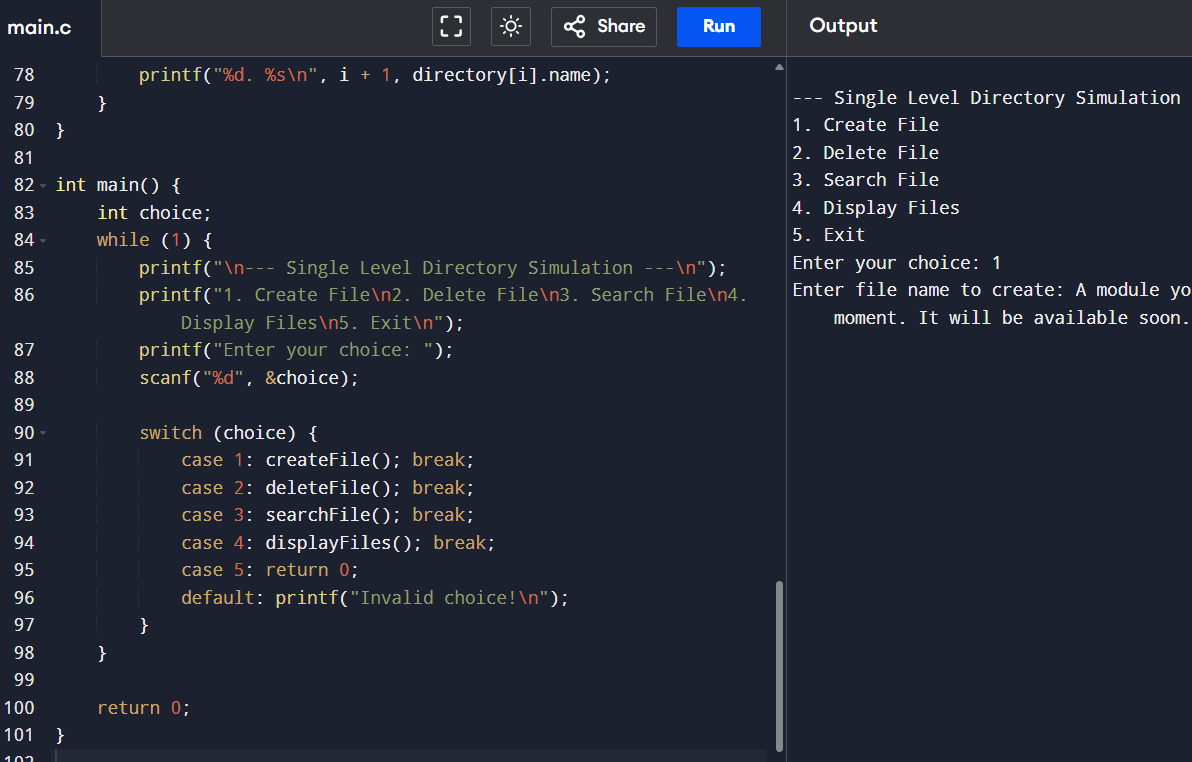 main.c
Share
Run
Output
78 printf("%d. %s\n", i + 1, directory[i].name);
79 }
80 }
81
82 int main() {
83 int choice;
84 while (1) {
85 printf("\n--- Single Level Directory Simulation ---\n");
86 printf("1. Create File\n2. Delete File\n3. Search File\n4.
Display Files\n5. Exit\n");
87 printf("Enter your choice: ");
88 scanf("%d", &choice);
89
90 switch (choice) {
91 case 1: createFile(); break;
92 case 2: deleteFile(); break;
93 case 3: searchFile(); break;
94 case 4: displayFiles(); break;
95 case 5: return 0;
96 default: printf("Invalid choice!\n");
97 }
98 }
99
100 return 0;
101 }
102
--- Single Level Directory Simulation
1. Create File
2. Delete File
3. Search File
4. Display Files
5. Exit
Enter your choice: 1
Enter file name to create: A module yo
moment. It will be available soon.